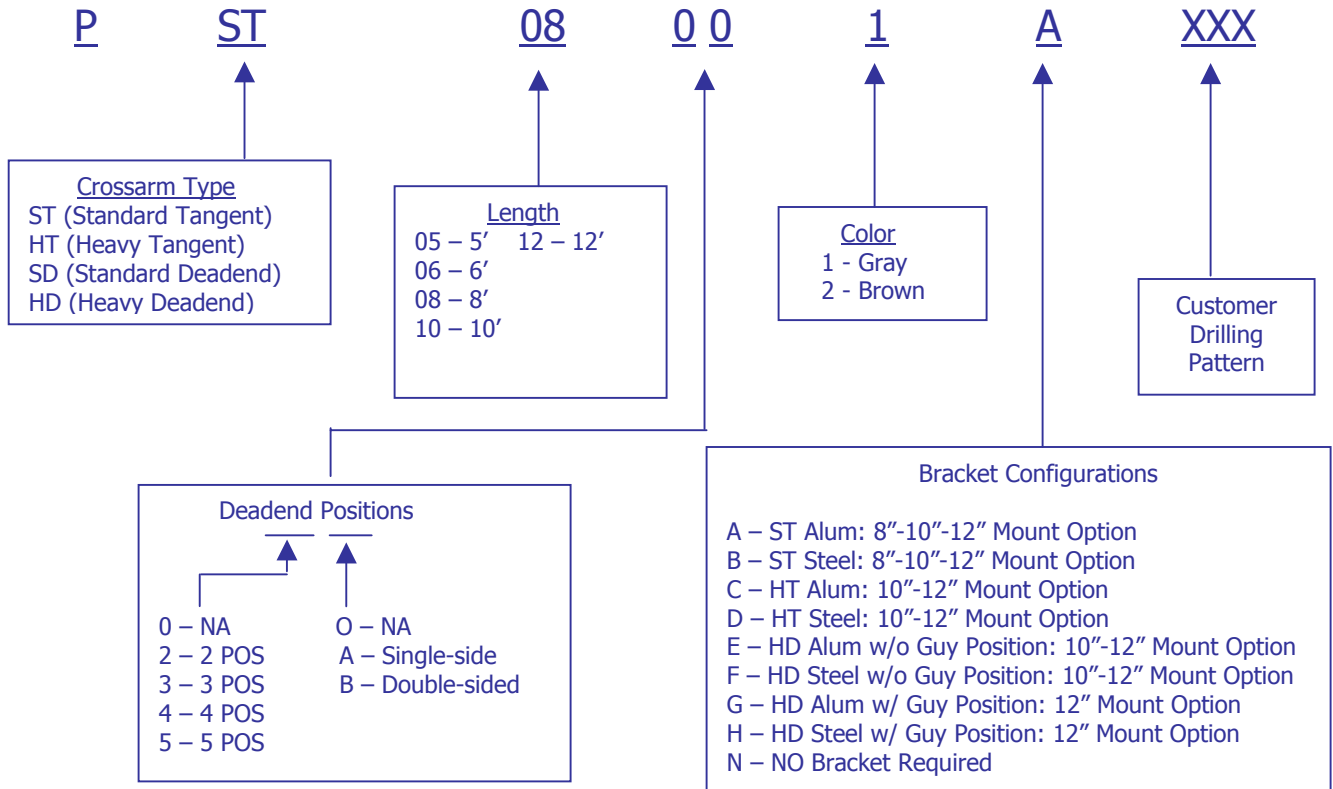 P ST 08 0 0 1 A XXX
Crossarm Type
ST (Standard Tangent)
HT (Heavy Tangent)
SD (Standard Deadend)
HD (Heavy Deadend)
Length
05 – 5′ 12 – 12′
06 – 6′
08 – 8′
10 – 10′
Color
1 - Gray
2 - Brown
Customer
Drilling
Pattern
Deadend Positions
0 – NA O – NA
2 – 2 POS A – Single-side
3 – 3 POS B – Double-sided
4 – 4 POS
5 – 5 POS
Bracket Configurations
A – ST Alum: 8″-10″-12″ Mount Option
B – ST Steel: 8″-10″-12″ Mount Option
C – HT Alum: 10″-12″ Mount Option
D – HT Steel: 10″-12″ Mount Option
E – HD Alum w/o Guy Position: 10″-12″ Mount Option
F – HD Steel w/o Guy Position: 10″-12″ Mount Option
G – HD Alum w/ Guy Position: 12″ Mount Option
H – HD Steel w/ Guy Position: 12″ Mount Option
N – NO Bracket Required